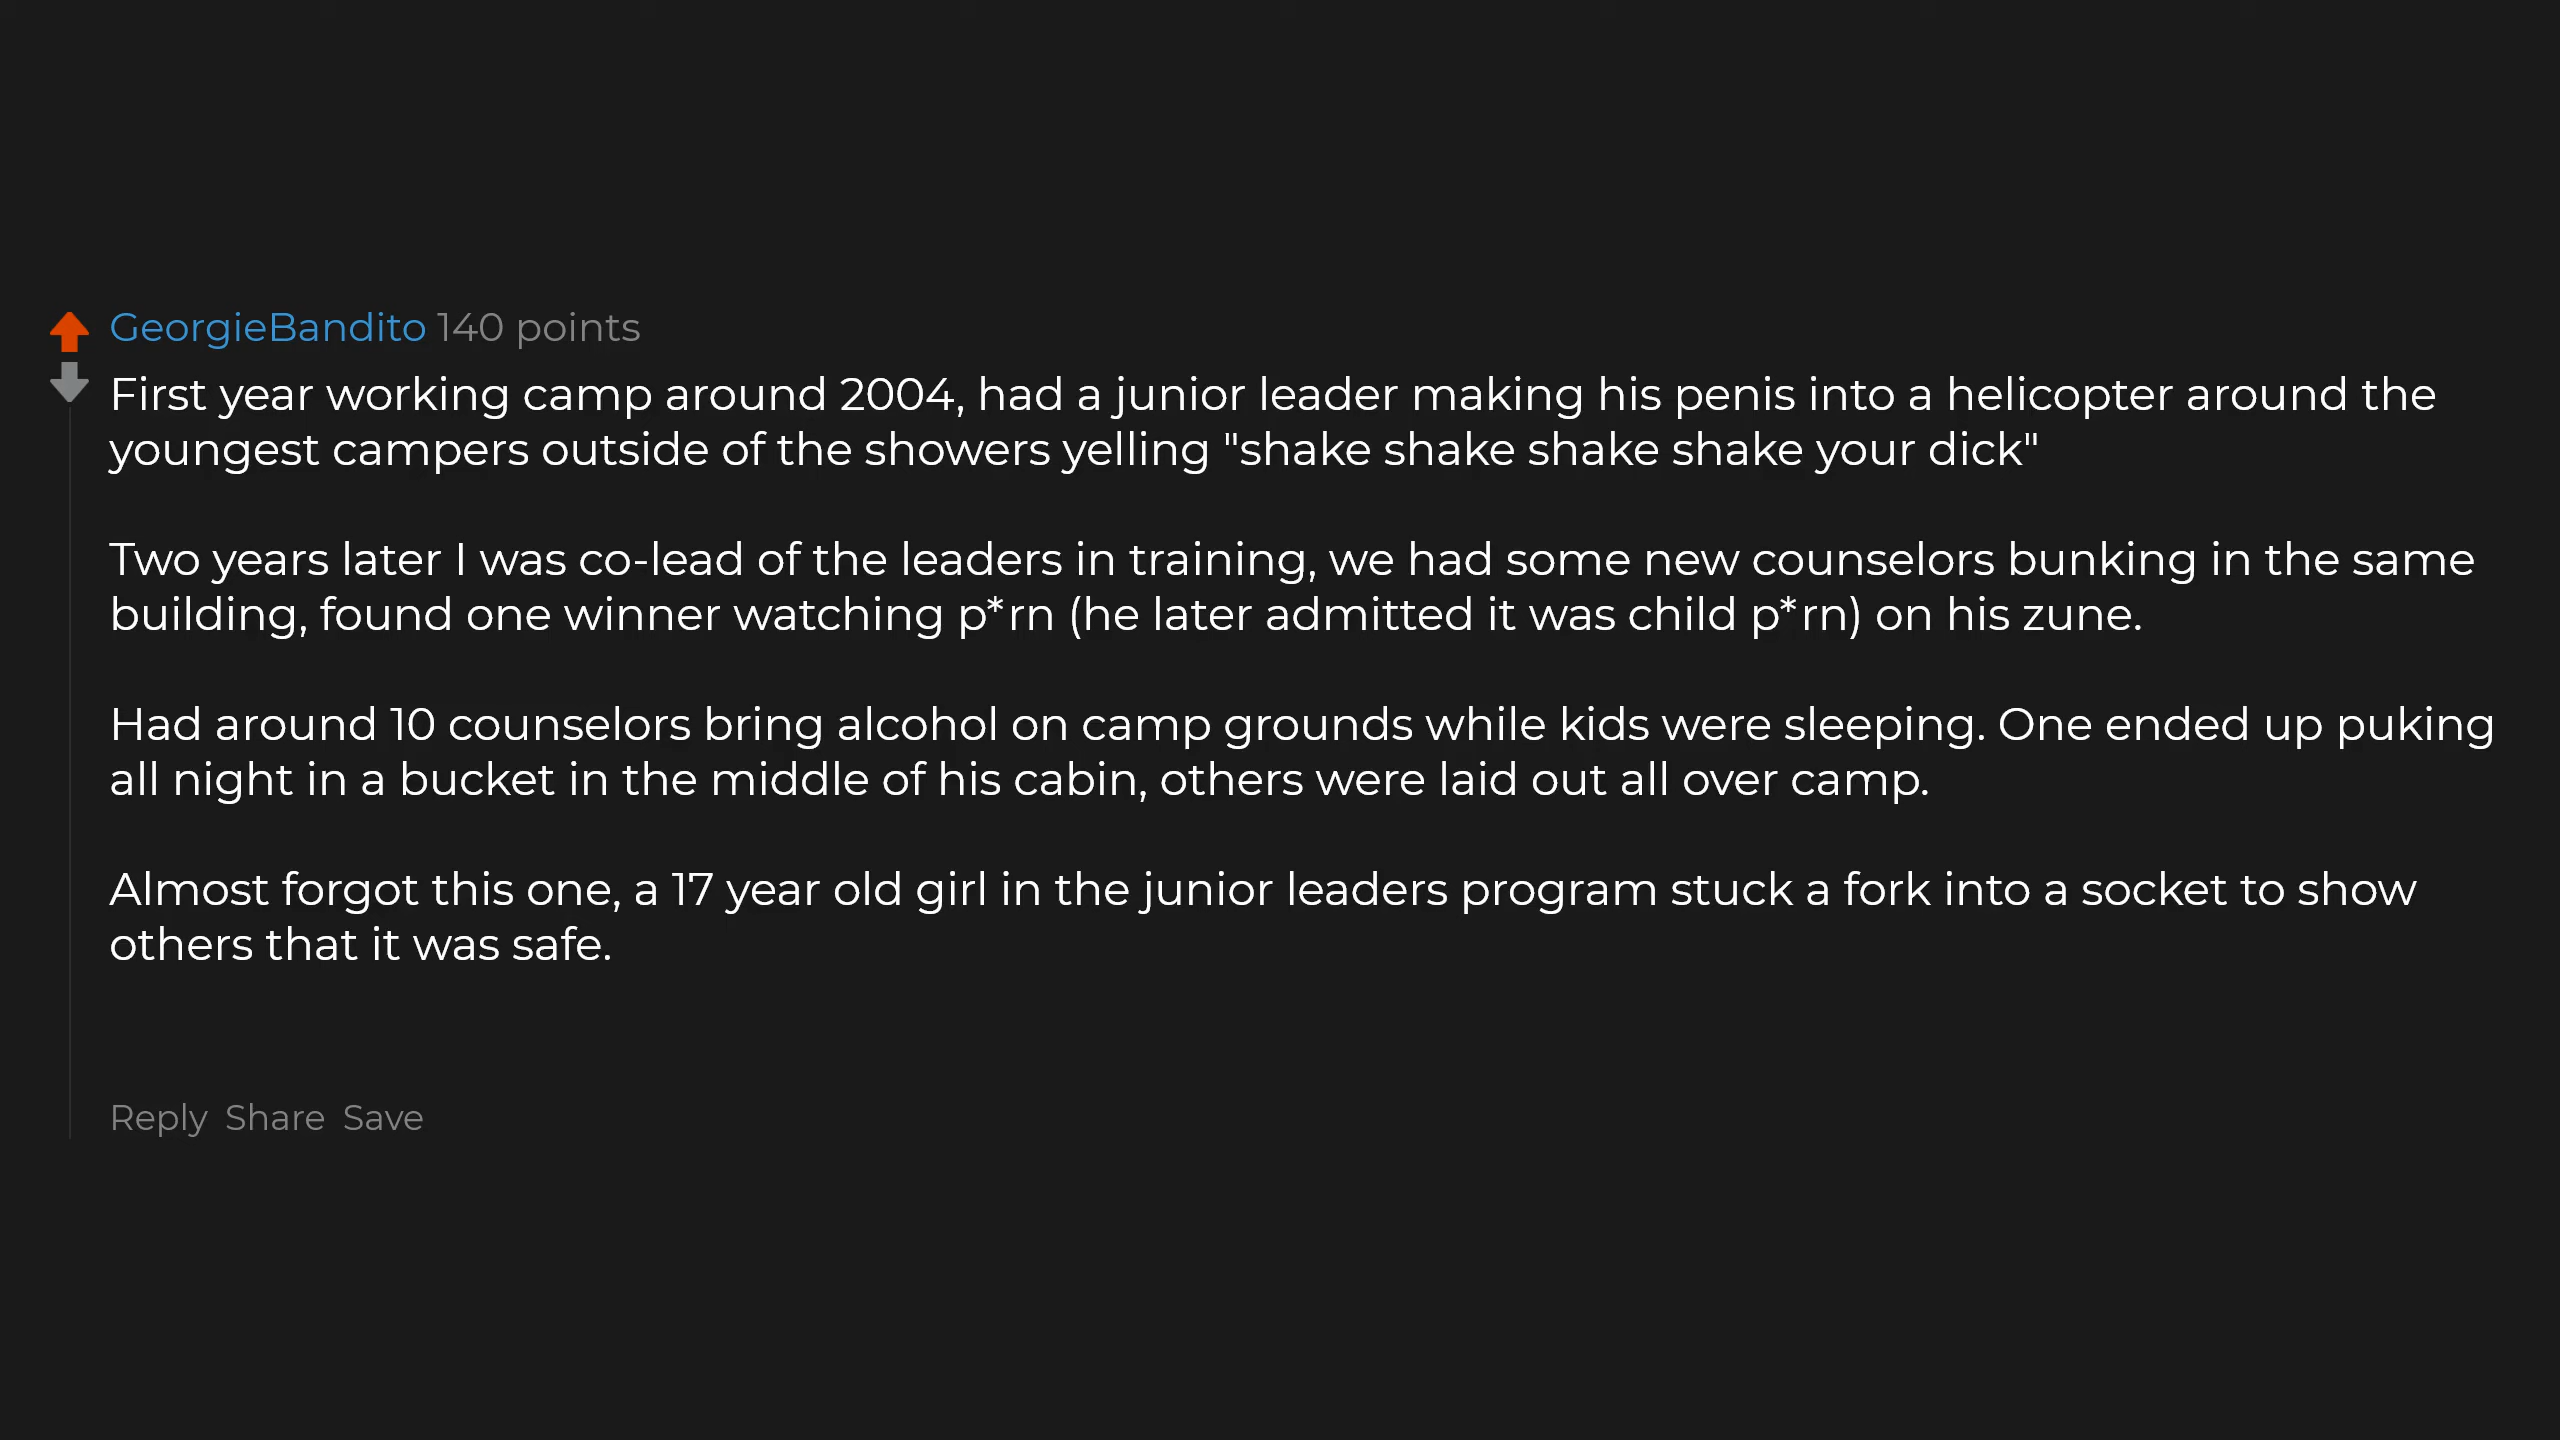 GeorgieBandito 140 points
First year working camp around 2004, had a junior leader making his penis into a helicopter around the
youngest campers outside of the showers yelling "shake shake shake shake your dick"
Two years later I was co-lead of the leaders in training, we had some new counselors bunking in the same
building, found one winner watching p*rn (he later admitted it was child p*rn) on his zune.
Had around 10 counselors bring alcohol on camp grounds while kids were sleeping. One ended up puking
all night in a bucket in the middle of his cabin, others were laid out all over camp.
Almost forgot this one, a 17 year old girl in the junior leaders program stuck a fork into a socket to show
others that it was safe.
Reply Share Save